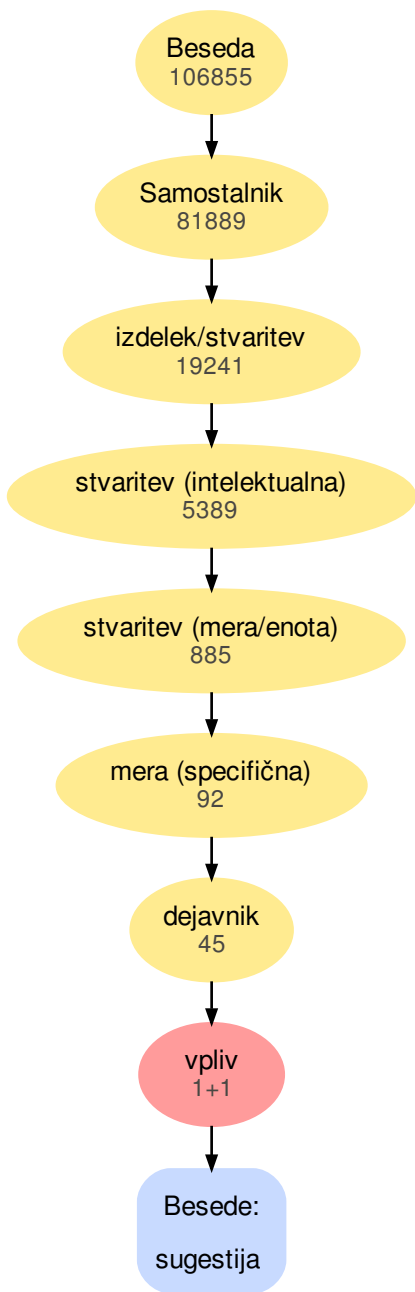 Beseda
106855
Samostalnik
81889
izdelek/stvaritev
19241
stvaritev (intelektualna)
5389
stvaritev (mera/enota)
885
mera (specifična)
92
dejavnik
45
vpliv
1+1
Besede:
sugestija